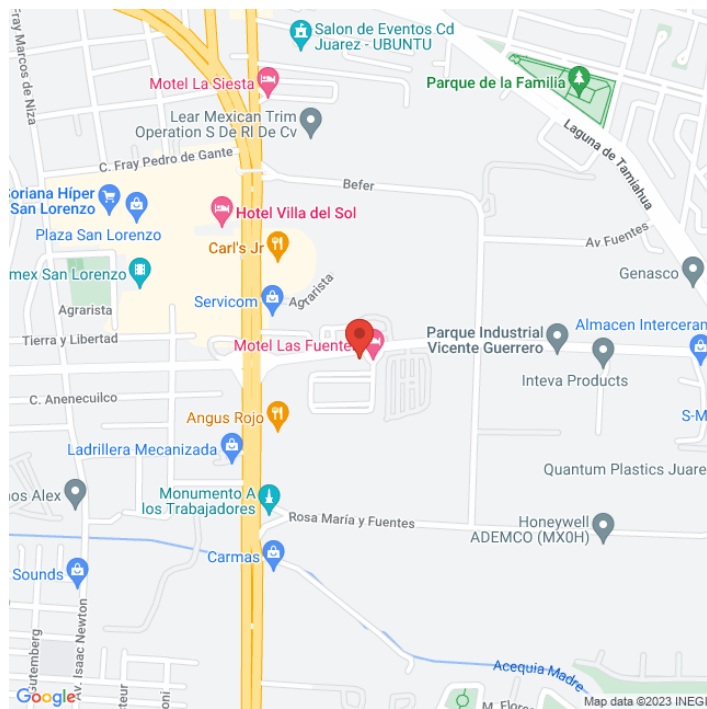 Fray Marcos de Niza
Salon de Eventos Cd
Juarez - UBUNTU
Motel La Siesta
Parque de la Familia
Lear Mexican Trim
Operation S De Rl De Cv
Laguna de Tamiahua
C. Fray Pedro de Gante
Befer
Soriana Híper
San Lorenzo
Plaza San Lorenzo
Hotel Villa del Sol
Carl's Jr
Av Fuentes
mex San Lorenzo
Genasco
Agrarista
Servicom
Agrarista
Tierra y Libertad
Motel Las Fuentes
Parque Industrial
Vicente Guerrero
Almacen Interceram
Inteva Products
C. Anenecuilco
Angus Rojo
S-M
Ladrillera Mecanizada
Quantum Plastics Juare
nos Alex
Monumento A
los Trabajadores
Rosa María y Fuentes
Honeywell
ADEMCO (MX0H)
Carmas
Sounds
Av. Isaac Newton
Gutemberg
Acequia Madre
Google
M. Flores
Map data ©2023 INEGI